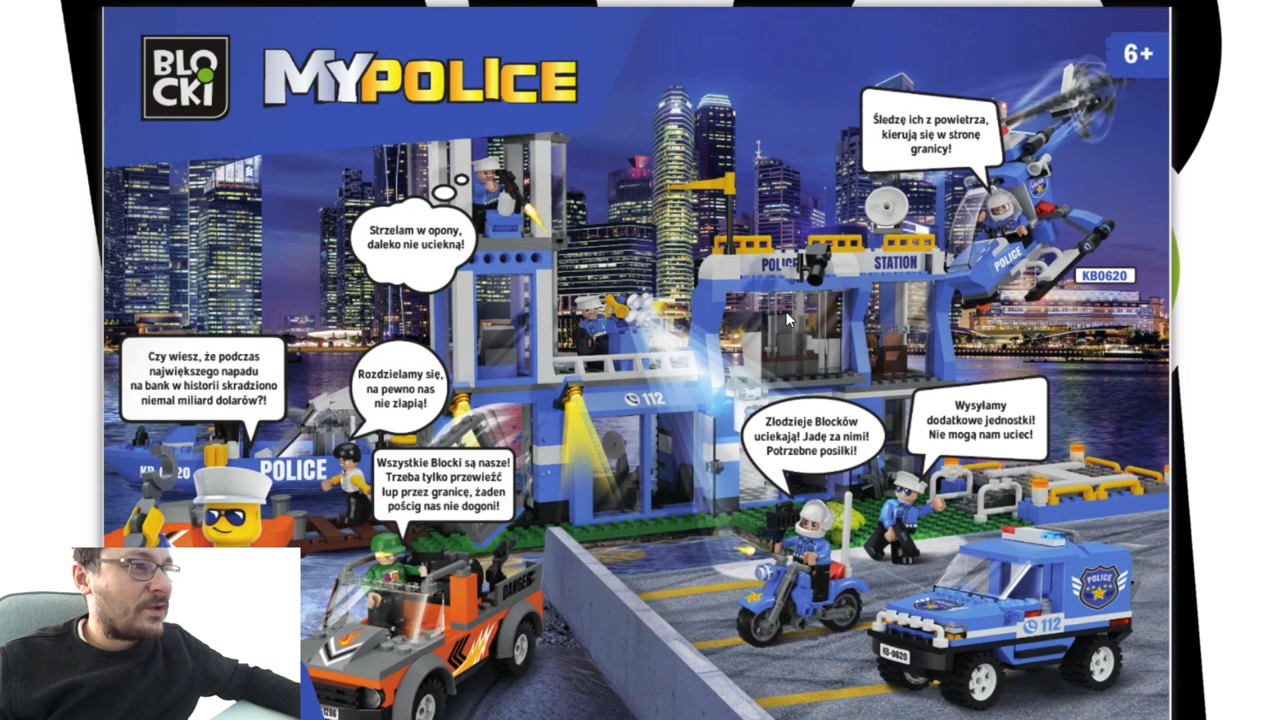 BLOCKI
MYPOLICE
6+
Śledzę ich z powietrza,
kierują się w stronę
granicy!
Strzelam w opony,
daleko nie uciekną!
POLICE
STATION
POLICE
KB0620
Czy wiesz, że podczas
największego napadu
na bank w historii skradziono
niemal miliard dolarów?!
Rozdzielamy się,
na pewno nas
nie złapią!
112
Złodzieje Blocków
uciekają! Jadę za nimi!
Potrzebne posiłki!
Wysyłamy
dodatkowe jednostki!
Nie mogą nam uciec!
POLICE
Wszystkie Blocki są nasze!
Trzeba tylko przewieźć
łup przez granicę, żaden
pościg nas nie dogoni!
DANGER
POLICE
112
KB-0620